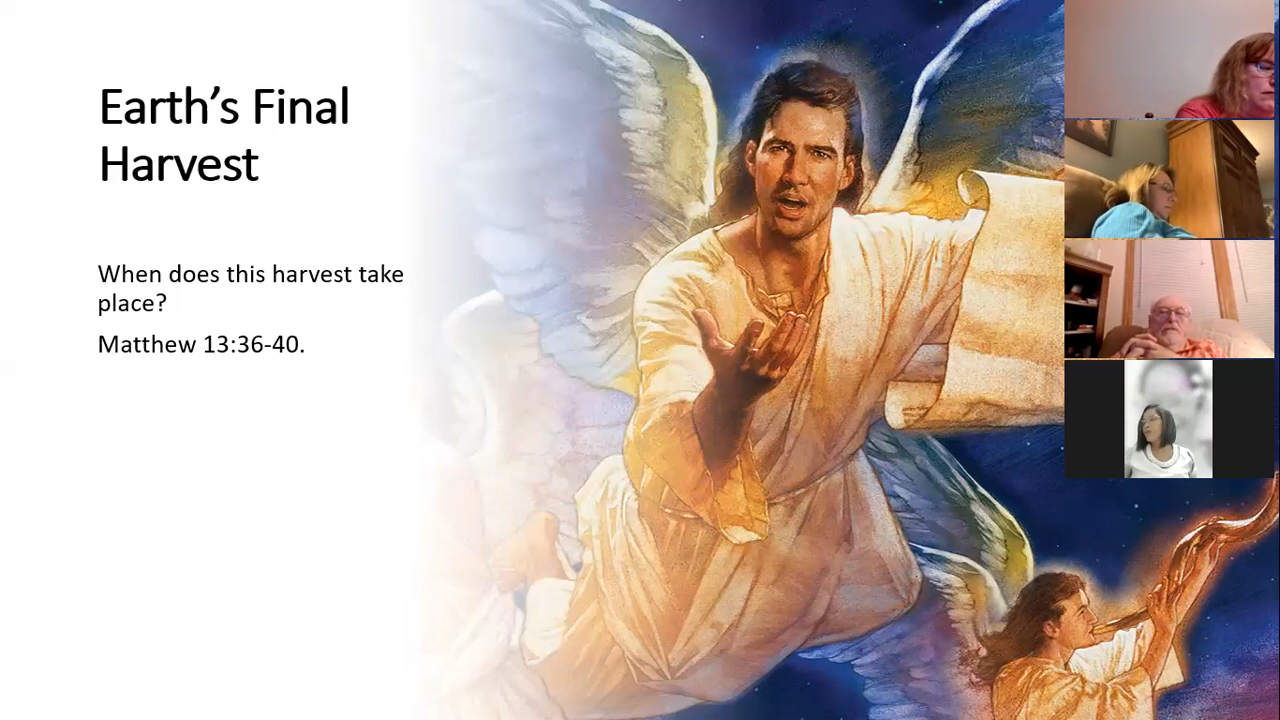 Earth’s Final
Harvest
When does this harvest take
place?
Matthew 13:36-40.